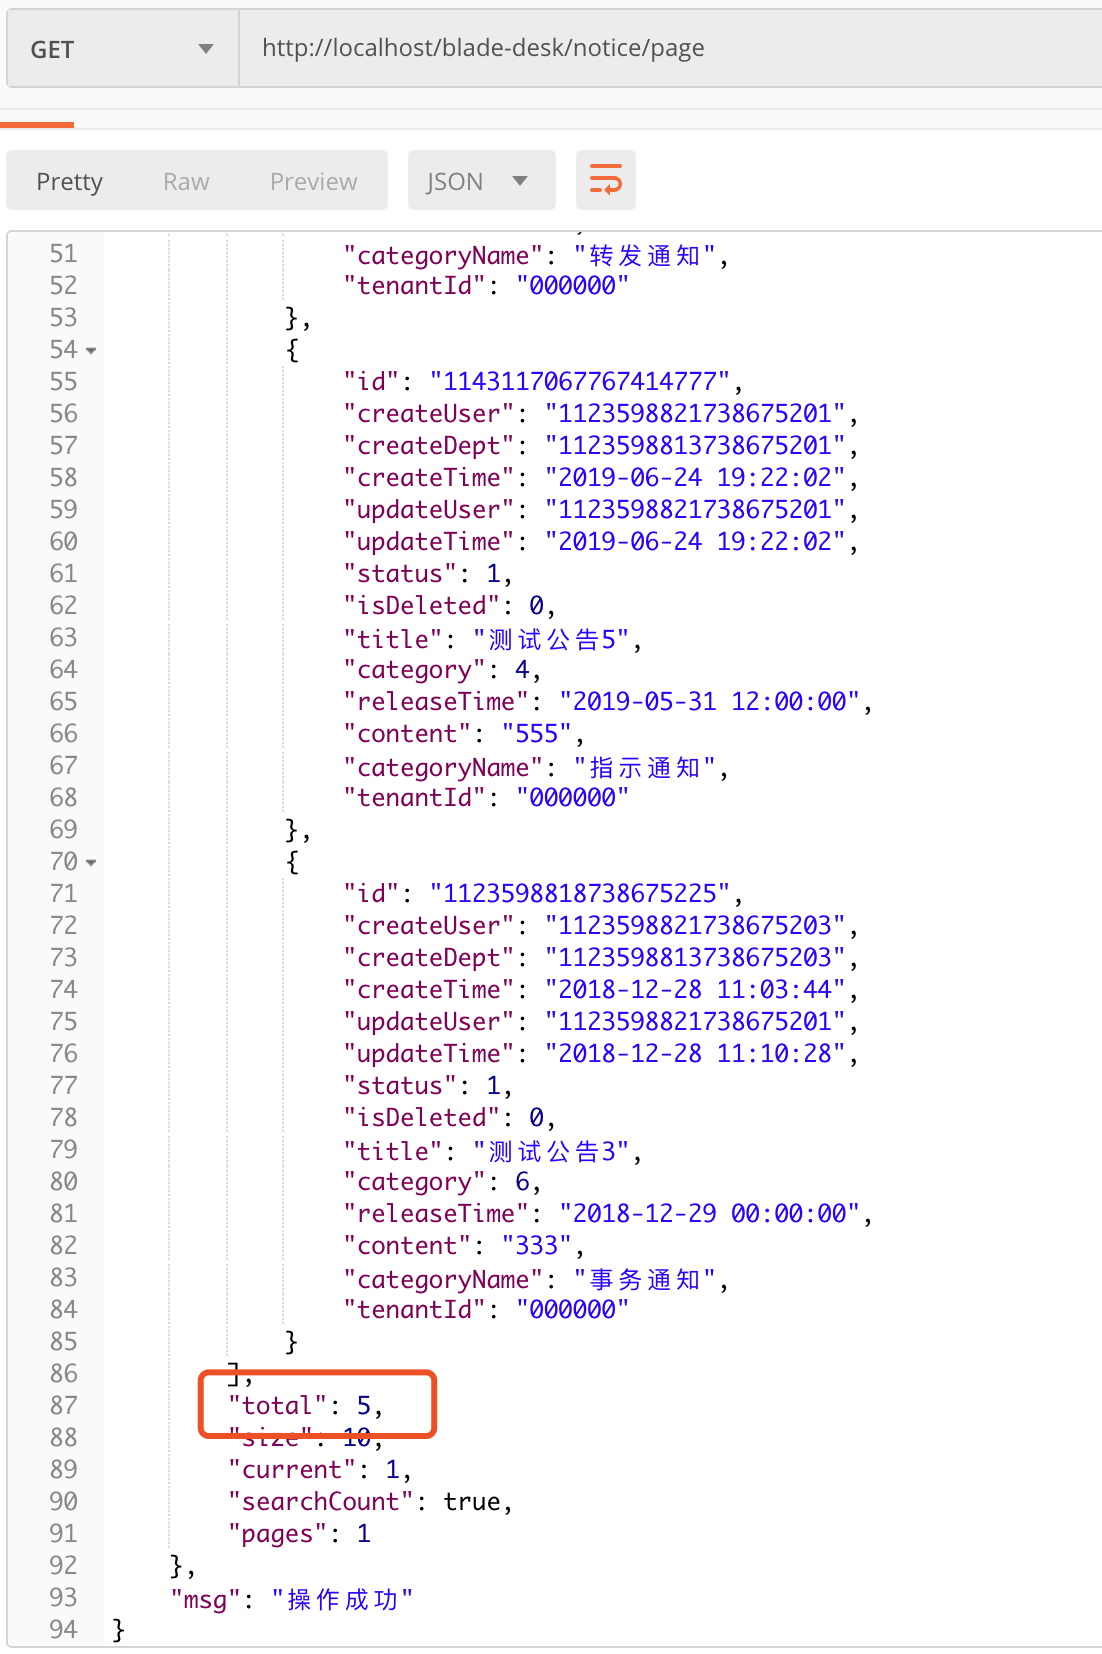 GET http://localhost/blade-desk/notice/page
Pretty Raw Preview JSON
51 "categoryName": "转发通知",
52 "tenantId": "000000"
53 },
54 {
55 "id": "1143117067767414777",
56 "createUser": "1123598821738675201",
57 "createDept": "1123598813738675201",
58 "createTime": "2019-06-24 19:22:02",
59 "updateUser": "1123598821738675201",
60 "updateTime": "2019-06-24 19:22:02",
61 "status": 1,
62 "isDeleted": 0,
63 "title": "测试公告5",
64 "category": 4,
65 "releaseTime": "2019-05-31 12:00:00",
66 "content": "555",
67 "categoryName": "指示通知",
68 "tenantId": "000000"
69 },
70 {
71 "id": "1123598818738675225",
72 "createUser": "1123598821738675203",
73 "createDept": "1123598813738675203",
74 "createTime": "2018-12-28 11:03:44",
75 "updateUser": "1123598821738675201",
76 "updateTime": "2018-12-28 11:10:28",
77 "status": 1,
78 "isDeleted": 0,
79 "title": "测试公告3",
80 "category": 6,
81 "releaseTime": "2018-12-29 00:00:00",
82 "content": "333",
83 "categoryName": "事务通知",
84 "tenantId": "000000"
85 }
86 ],
87 "total": 5,
88 "size": 10,
89 "current": 1,
90 "searchCount": true,
91 "pages": 1
92 },
93 "msg": "操作成功"
94 }